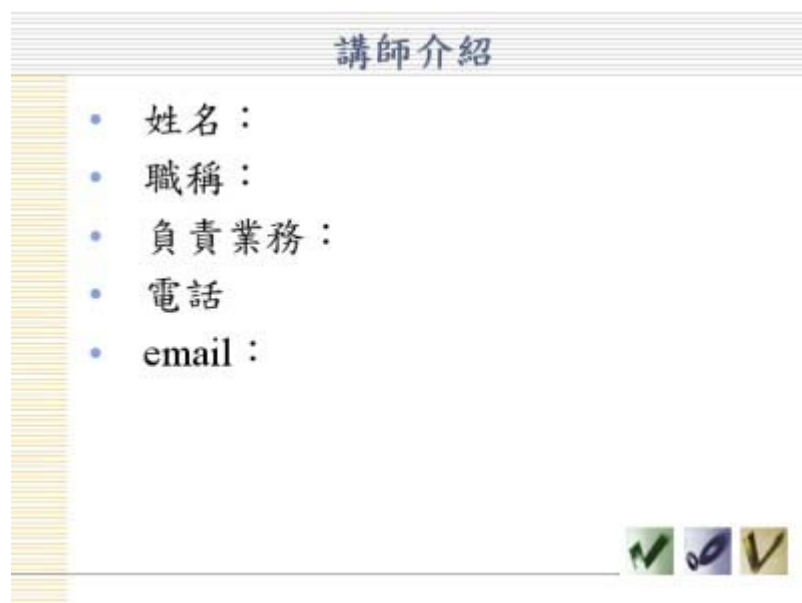 講師介紹
• 姓名：
• 職稱：
• 負責業務：
• 電話
• email：